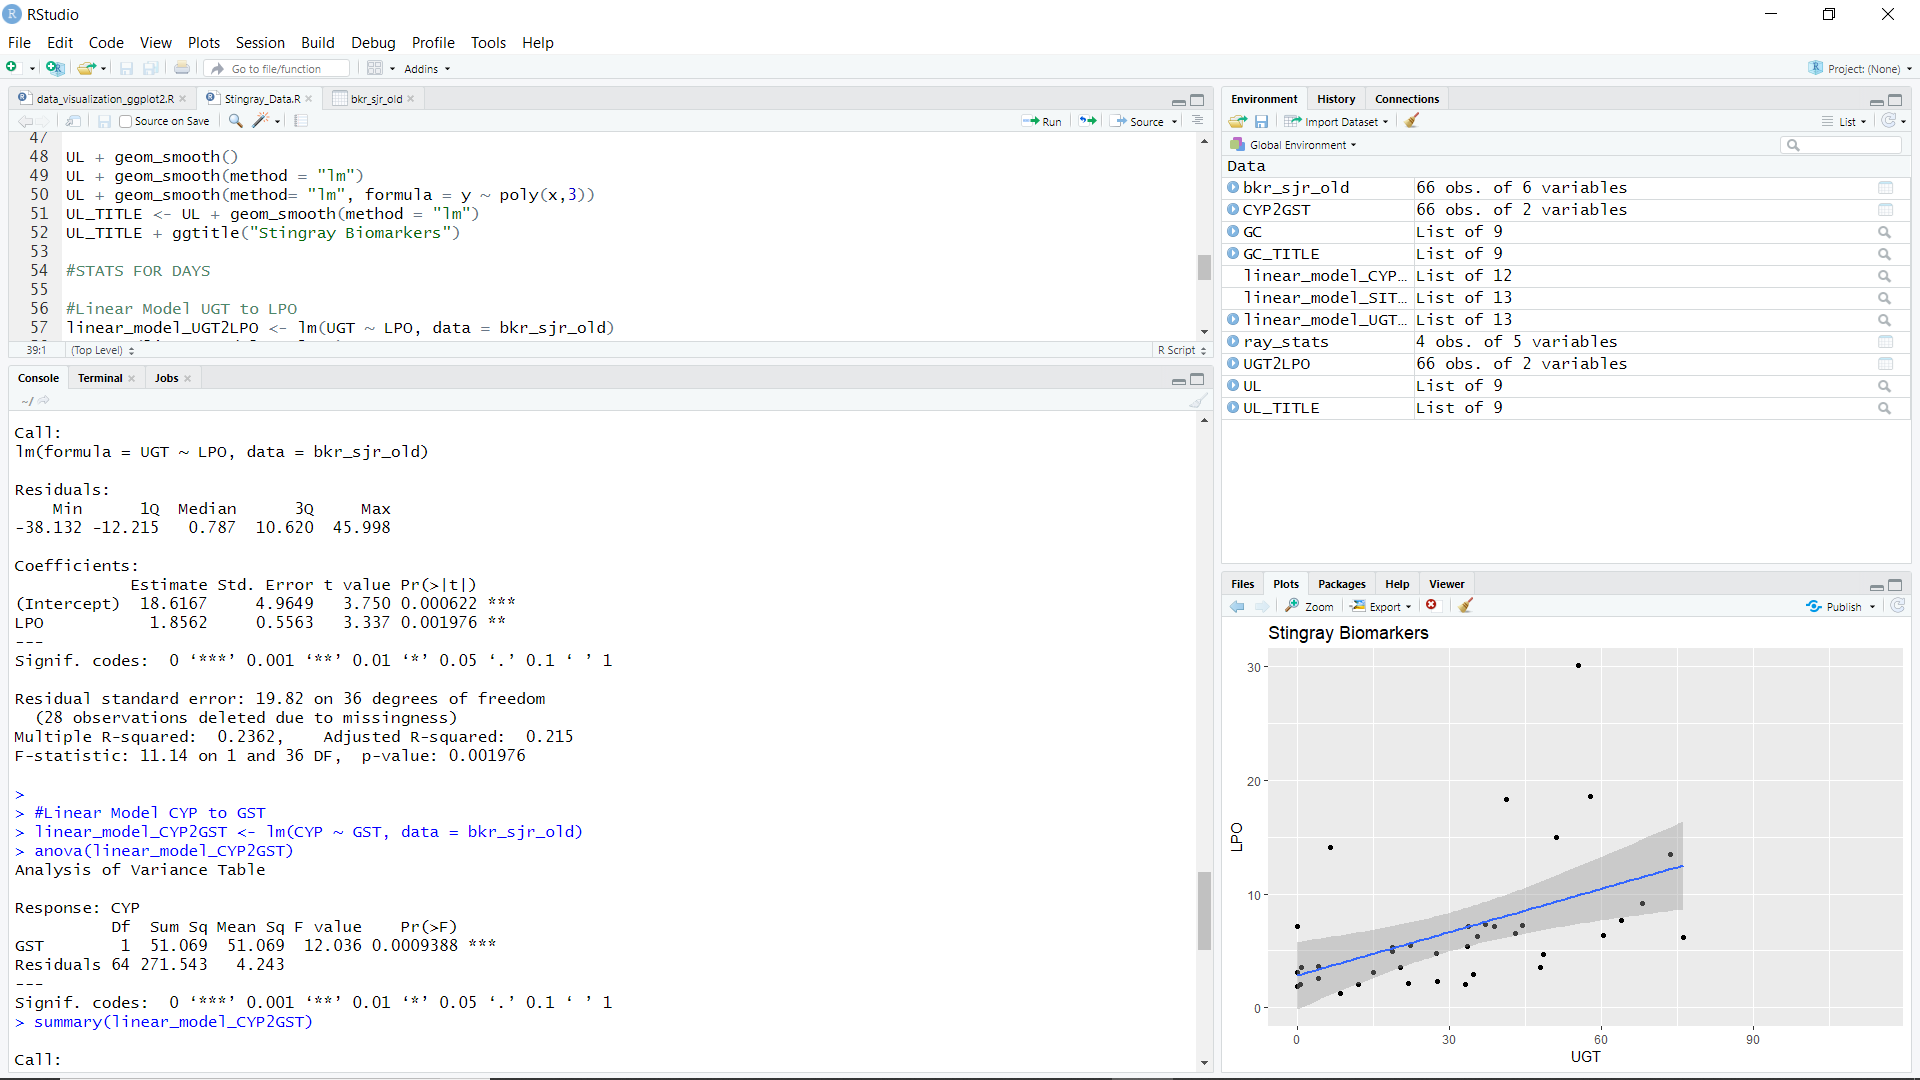 RStudio
File Edit Code View Plots Session Build Debug Profile Tools Help
Go to file/function Addins Project: (None)
data_visualization_ggplot2.R Stingray_Data.R bkr_sjr_old
Source on Save Run Source
47
48 UL + geom_smooth()
49 UL + geom_smooth(method = "lm")
50 UL + geom_smooth(method= "lm", formula = y ~ poly(x,3))
51 UL_TITLE <- UL + geom_smooth(method = "lm")
52 UL_TITLE + ggtitle("Stingray Biomarkers")
53
54 #STATS FOR DAYS
55
56 #Linear Model UGT to LPO
57 linear_model_UGT2LPO <- lm(UGT ~ LPO, data = bkr_sjr_old)
39:1 (Top Level) R Script
Console Terminal Jobs
~/
Call:
lm(formula = UGT ~ LPO, data = bkr_sjr_old)
Residuals:
Min 1Q Median 3Q Max
-38.132 -12.215 0.787 10.620 45.998
Coefficients:
Estimate Std. Error t value Pr(>|t|)
(Intercept) 18.6167 4.9649 3.750 0.000622 ***
LPO 1.8562 0.5563 3.337 0.001976 **
---
Signif. codes: 0 ‘***’ 0.001 ‘**’ 0.01 ‘*’ 0.05 ‘.’ 0.1 ‘ ’ 1
Residual standard error: 19.82 on 36 degrees of freedom
(28 observations deleted due to missingness)
Multiple R-squared: 0.2362, Adjusted R-squared: 0.215
F-statistic: 11.14 on 1 and 36 DF, p-value: 0.001976
>
> #Linear Model CYP to GST
> linear_model_CYP2GST <- lm(CYP ~ GST, data = bkr_sjr_old)
> anova(linear_model_CYP2GST)
Analysis of Variance Table
Response: CYP
Df Sum Sq Mean Sq F value Pr(>F)
GST 1 51.069 51.069 12.036 0.0009388 ***
Residuals 64 271.543 4.243
---
Signif. codes: 0 ‘***’ 0.001 ‘**’ 0.01 ‘*’ 0.05 ‘.’ 0.1 ‘ ’ 1
> summary(linear_model_CYP2GST)
Call:
Environment History Connections
Import Dataset List
Global Environment
Data
bkr_sjr_old 66 obs. of 6 variables
CYP2GST 66 obs. of 2 variables
GC List of 9
GC_TITLE List of 9
linear_model_CYP… List of 12
linear_model_SIT… List of 13
linear_model_UGT… List of 13
ray_stats 4 obs. of 5 variables
UGT2LPO 66 obs. of 2 variables
UL List of 9
UL_TITLE List of 9
Files Plots Packages Help Viewer
Zoom Export Publish
Stingray Biomarkers
30
20
LPO
10
0
0 30 60 90
UGT